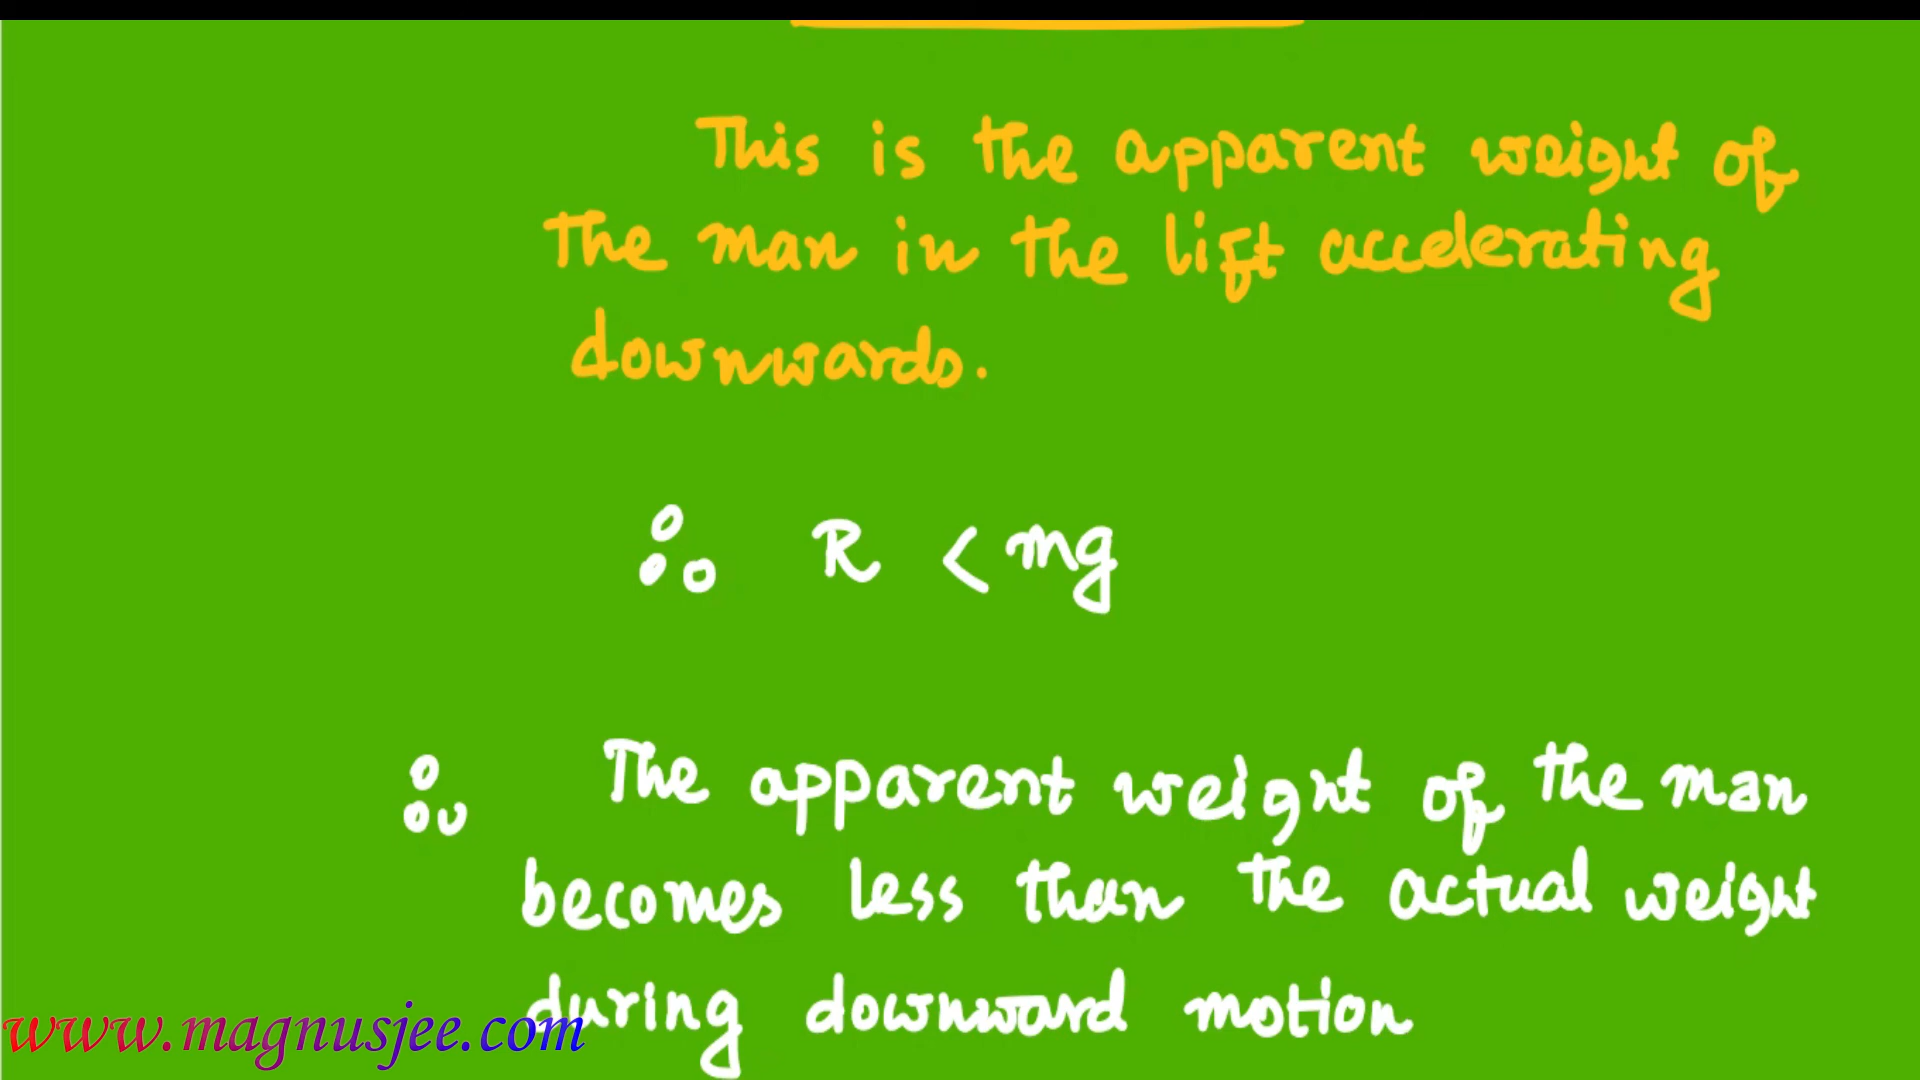 This is the apparent weight of
the man in the lift accelerating
downwards.
∴ R < mg
∴ The apparent weight of the man
becomes less than the actual weight
during downward motion
www.magnusjee.com